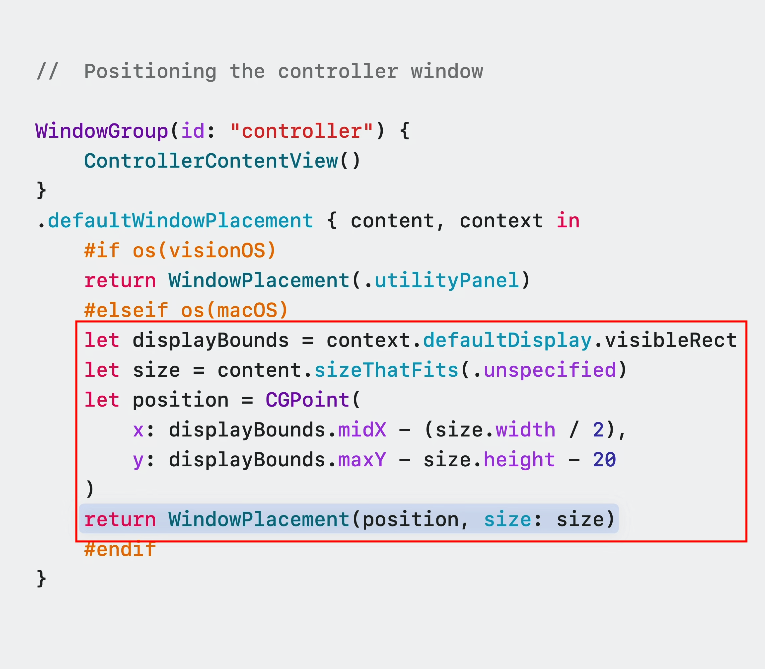 //  Positioning the controller window
WindowGroup(id: "controller") {
    ControllerContentView()
}
.defaultWindowPlacement { content, context in
    #if os(visionOS)
    return WindowPlacement(.utilityPanel)
    #elseif os(macOS)
    let displayBounds = context.defaultDisplay.visibleRect
    let size = content.sizeThatFits(.unspecified)
    let position = CGPoint(
        x: displayBounds.midX - (size.width / 2),
        y: displayBounds.maxY - size.height - 20
    )
    return WindowPlacement(position, size: size)
    #endif
}